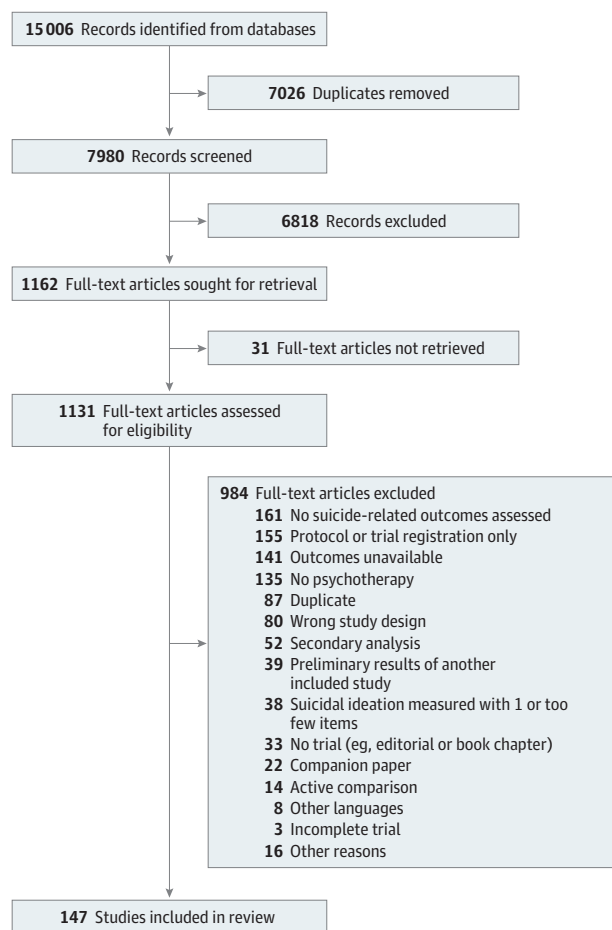 15 006 Records identified from databases
7026 Duplicates removed
7980 Records screened
6818 Records excluded
1162 Full-text articles sought for retrieval
31 Full-text articles not retrieved
1131 Full-text articles assessed
for eligibility
984 Full-text articles excluded
161 No suicide-related outcomes assessed
155 Protocol or trial registration only
141 Outcomes unavailable
135 No psychotherapy
87 Duplicate
80 Wrong study design
52 Secondary analysis
39 Preliminary results of another
included study
38 Suicidal ideation measured with 1 or too
few items
33 No trial (eg, editorial or book chapter)
22 Companion paper
14 Active comparison
8 Other languages
3 Incomplete trial
16 Other reasons
147 Studies included in review